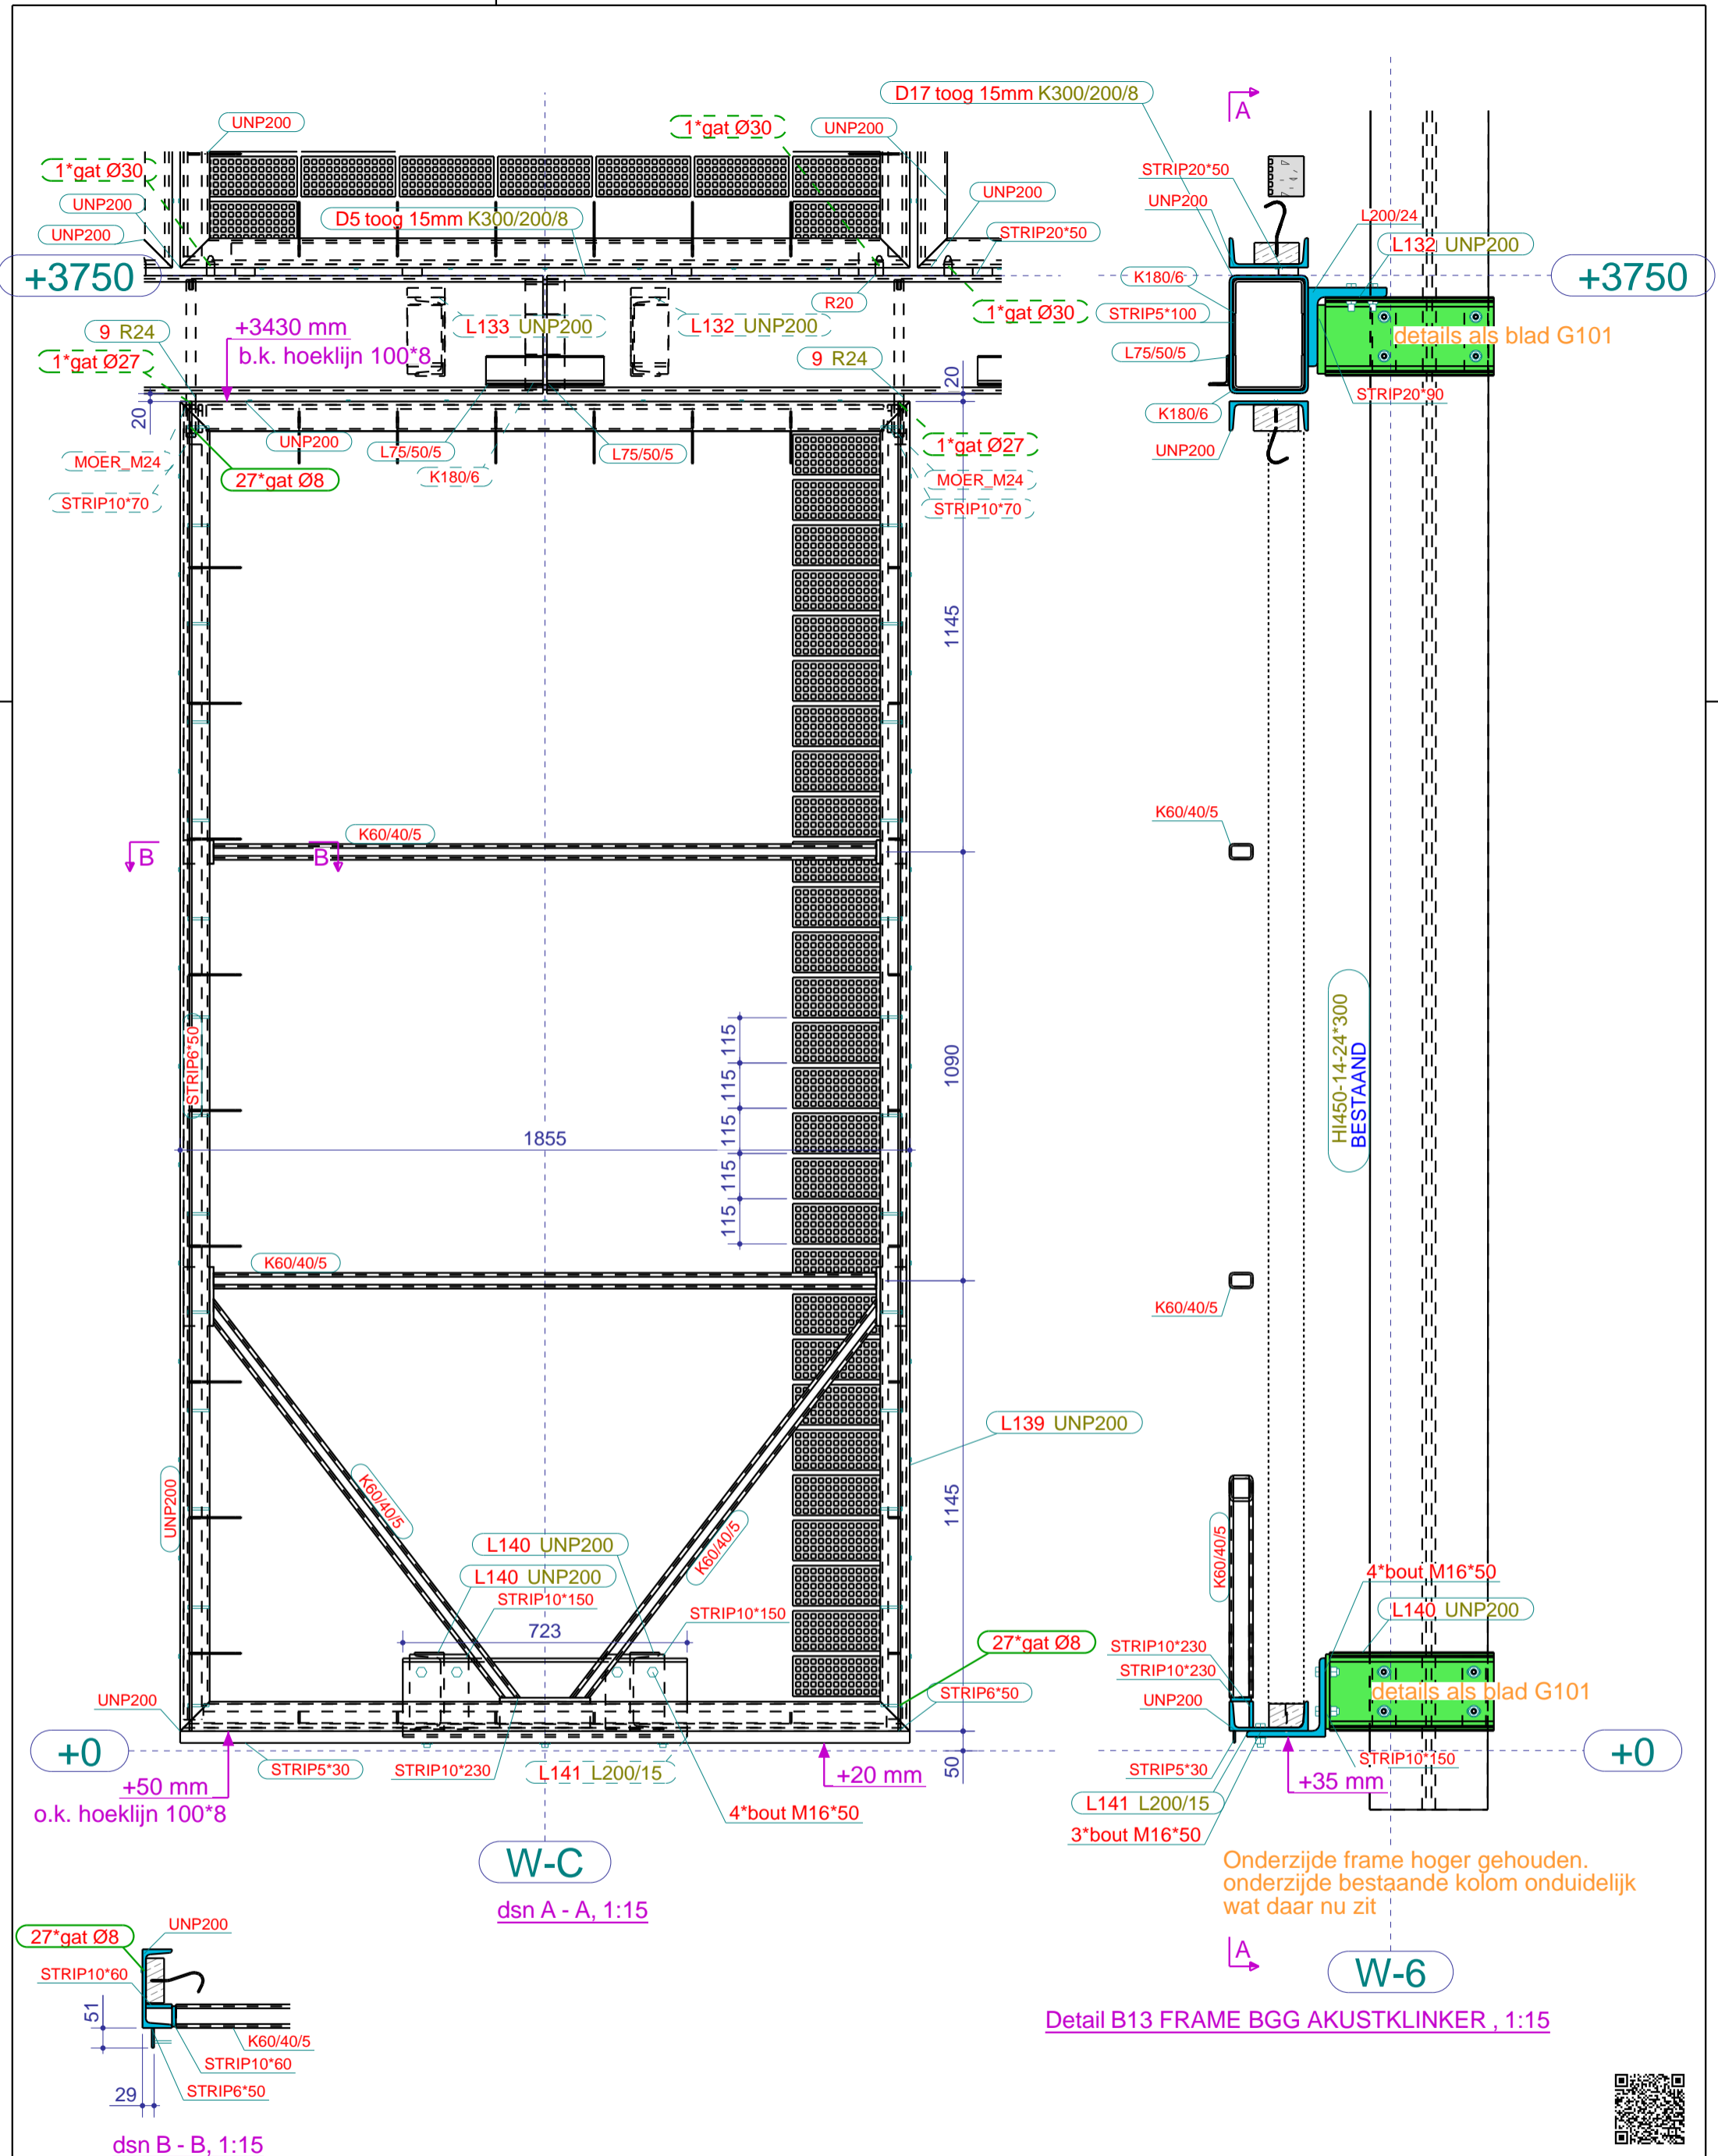 D17 toog 15mm K300/200/8
A
UNP200
1*gat Ø30
UNP200
1*gat Ø30
STRIP20*50
UNP200
UNP200
UNP200
D5 toog 15mm K300/200/8
L200/24
UNP200
STRIP20*50
L132 UNP200
+3750
K180/6
+3750
R20
1*gat Ø30
STRIP5*100
9 R24
+3430 mm
L133 UNP200
L132 UNP200
details als blad G101
1*gat Ø27
b.k. hoeklijn 100*8
9 R24
L75/50/5
20
20
STRIP20*90
UNP200
K180/6
MOER_M24
L75/50/5
L75/50/5
1*gat Ø27
UNP200
27*gat Ø8
K180/6
MOER_M24
STRIP10*70
STRIP10*70
1145
K60/40/5
K60/40/5
B
B
STRIP6*50
115
115
115
115
115
1090
HI450-14-24*300
BESTAAND
1855
K60/40/5
K60/40/5
L139 UNP200
UNP200
K60/40/5
K60/40/5
1145
K60/40/5
L140 UNP200
L140 UNP200
4*bout M16*50
STRIP10*150
STRIP10*150
L140 UNP200
723
27*gat Ø8
STRIP10*230
STRIP10*230
UNP200
STRIP6*50
UNP200
details als blad G101
+0
50
+0
STRIP5*30
STRIP10*230
L141 L200/15
+20 mm
STRIP5*30
STRIP10*150
+50 mm
+35 mm
o.k. hoeklijn 100*8
4*bout M16*50
L141 L200/15
3*bout M16*50
W-C
Onderzijde frame hoger gehouden.
onderzijde bestaande kolom onduidelijk
wat daar nu zit
dsn A - A, 1:15
A
W-6
Detail B13 FRAME BGG AKUSTKLINKER , 1:15
UNP200
27*gat Ø8
STRIP10*60
51
K60/40/5
STRIP10*60
STRIP6*50
29
dsn B - B, 1:15